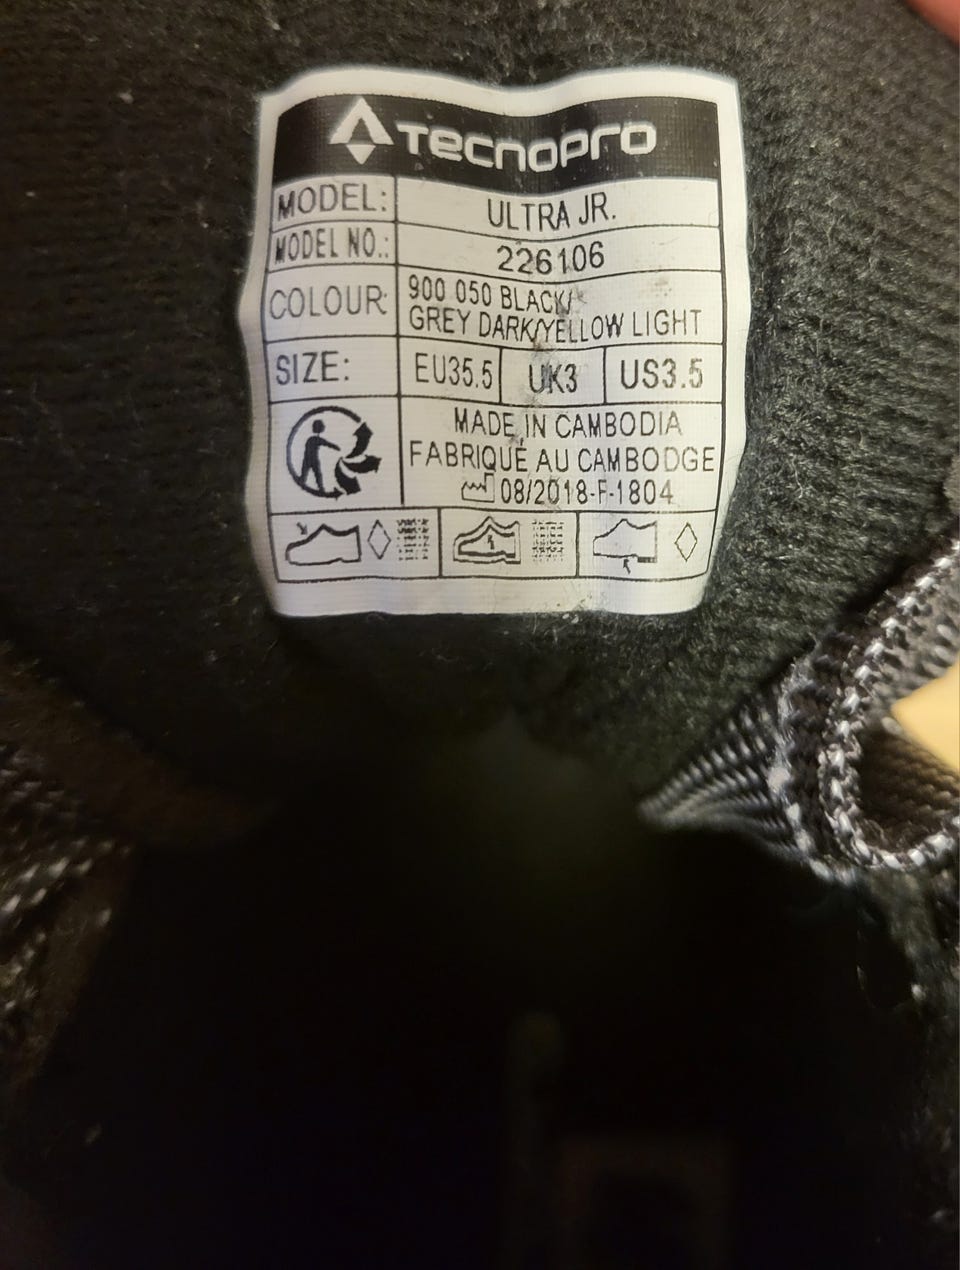 TECNOPRO
MODEL: ULTRA JR.
MODEL NO.: 226106
COLOUR: 900 050 BLACK/
GREY DARK/YELLOW LIGHT
SIZE: EU35.5 UK3 US3.5
MADE IN CAMBODIA
FABRIQUÉ AU CAMBODGE
08/2018-F-1804